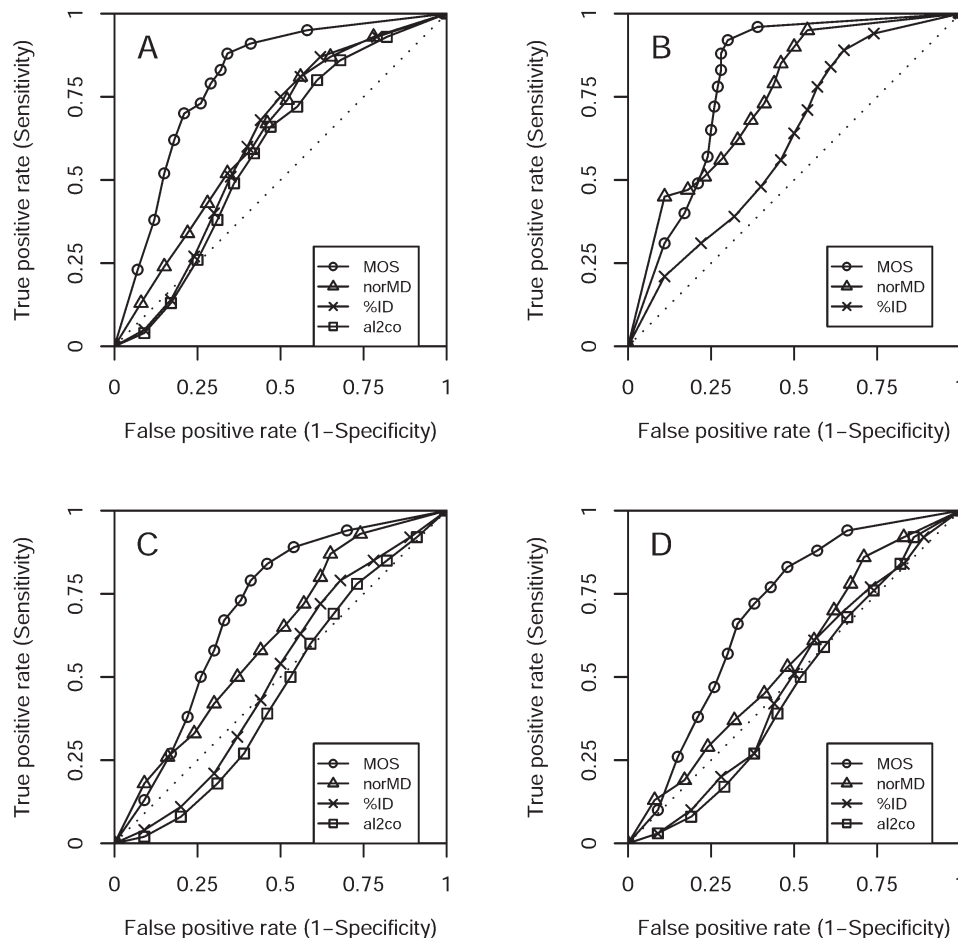 A
True positive rate (Sensitivity)
0 0.25 0.5 0.75 1
MOS
norMD
%ID
al2co
0 0.25 0.5 0.75 1
False positive rate (1−Specificity)
B
True positive rate (Sensitivity)
0 0.25 0.5 0.75 1
MOS
norMD
%ID
0 0.25 0.5 0.75 1
False positive rate (1−Specificity)
C
True positive rate (Sensitivity)
0 0.25 0.5 0.75 1
MOS
norMD
%ID
al2co
0 0.25 0.5 0.75 1
False positive rate (1−Specificity)
D
True positive rate (Sensitivity)
0 0.25 0.5 0.75 1
MOS
norMD
%ID
al2co
0 0.25 0.5 0.75 1
False positive rate (1−Specificity)